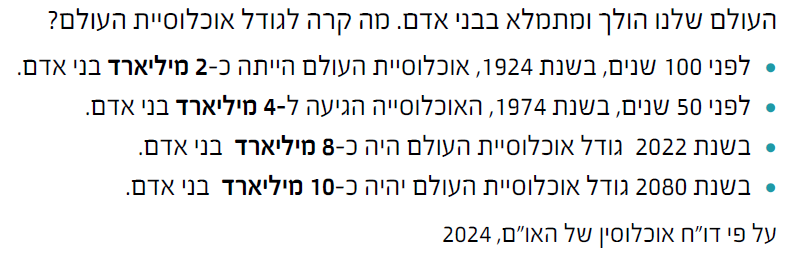 העולם שלנו הולך ומתמלא בבני אדם. מה קרה לגודל אוכלוסיית העולם?
• לפני 100 שנים, בשנת 1924, אוכלוסיית העולם הייתה כ-2 מיליארד בני אדם.
• לפני 50 שנים, בשנת 1974, האוכלוסייה הגיעה ל-4 מיליארד בני אדם.
• בשנת 2022 גודל אוכלוסיית העולם היה כ-8 מיליארד בני אדם.
• בשנת 2080 גודל אוכלוסיית העולם יהיה כ-10 מיליארד בני אדם.
על פי דו"ח אוכלוסין של האו"ם, 2024